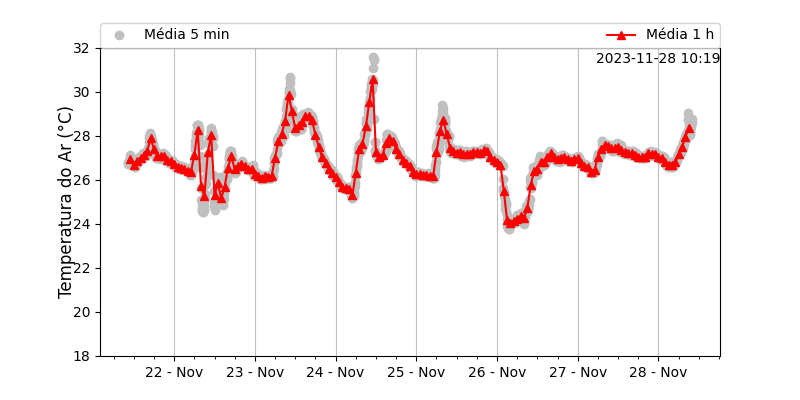 Média 5 min
Média 1 h
2023-11-28 10:19
Temperatura do Ar (°C)
32
30
28
26
24
22
20
18
22 - Nov
23 - Nov
24 - Nov
25 - Nov
26 - Nov
27 - Nov
28 - Nov